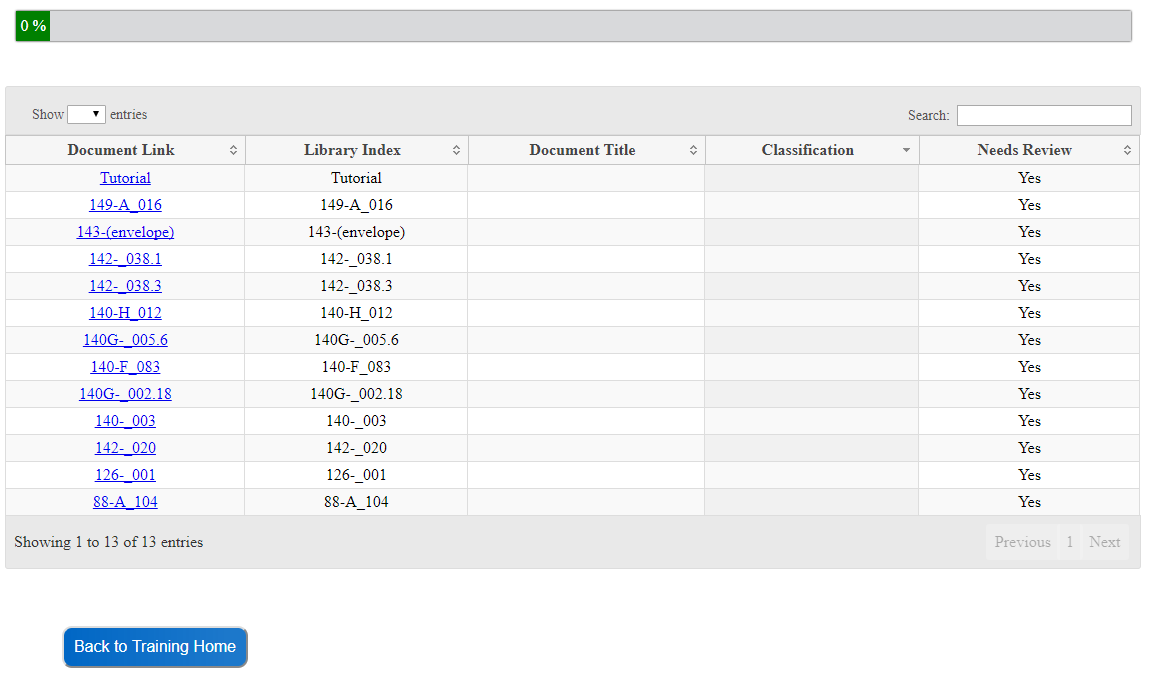 0 %
Show entries Search:
Document Link Library Index Document Title Classification Needs Review
Tutorial Tutorial Yes
149-A_016 149-A_016 Yes
143-(envelope) 143-(envelope) Yes
142-_038.1 142-_038.1 Yes
142-_038.3 142-_038.3 Yes
140-H_012 140-H_012 Yes
140G-_005.6 140G-_005.6 Yes
140-F_083 140-F_083 Yes
140G-_002.18 140G-_002.18 Yes
140-_003 140-_003 Yes
142-_020 142-_020 Yes
126-_001 126-_001 Yes
88-A_104 88-A_104 Yes
Showing 1 to 13 of 13 entries Previous 1 Next
Back to Training Home